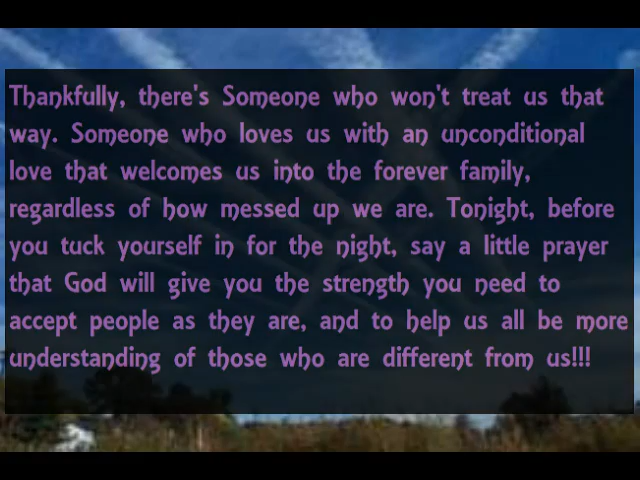 Thankfully, there's Someone who won't treat us that
way. Someone who loves us with an unconditional
love that welcomes us into the forever family,
regardless of how messed up we are. Tonight, before
you tuck yourself in for the night, say a little prayer
that God will give you the strength you need to
accept people as they are, and to help us all be more
understanding of those who are different from us!!!